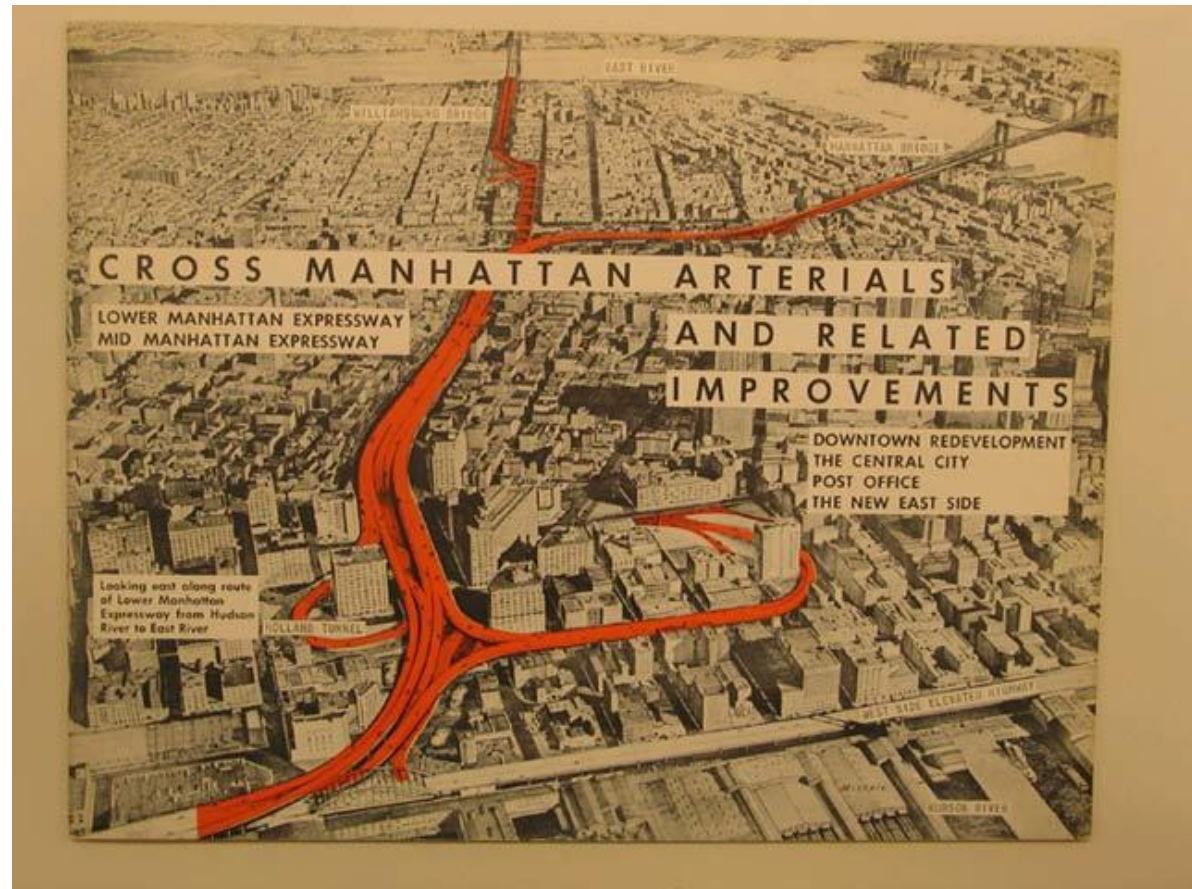 EAST RIVER
WILLIAMSBURG BRIDGE
MANHATTAN BRIDGE
CROSS MANHATTAN ARTERIALS
LOWER MANHATTAN EXPRESSWAY
MID MANHATTAN EXPRESSWAY
AND RELATED
IMPROVEMENTS
DOWNTOWN REDEVELOPMENT
THE CENTRAL CITY
POST OFFICE
THE NEW EAST SIDE
Looking east along route
of Lower Manhattan
Expressway from Hudson
River to East River
HOLLAND TUNNEL
WEST SIDE ELEVATED HIGHWAY
HUDSON RIVER